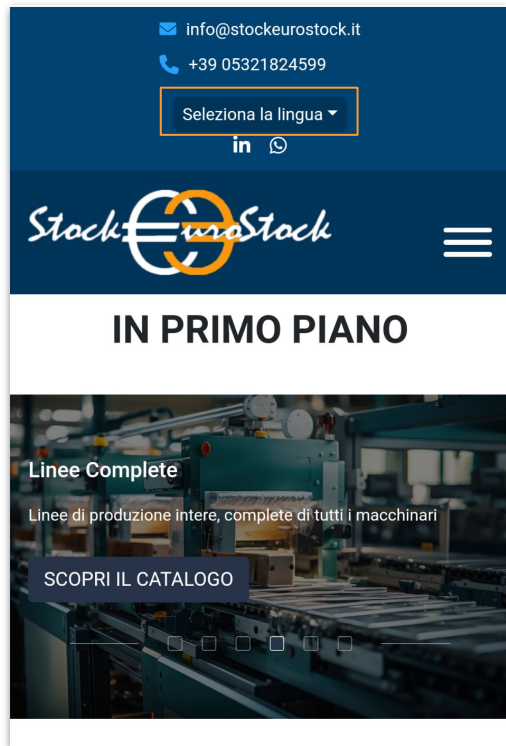 info@stockeurostock.it
+39 05321824599
Seleziona la lingua
in
StockEuroStock
IN PRIMO PIANO
Linee Complete
Linee di produzione intere, complete di tutti i macchinari
SCOPRI IL CATALOGO